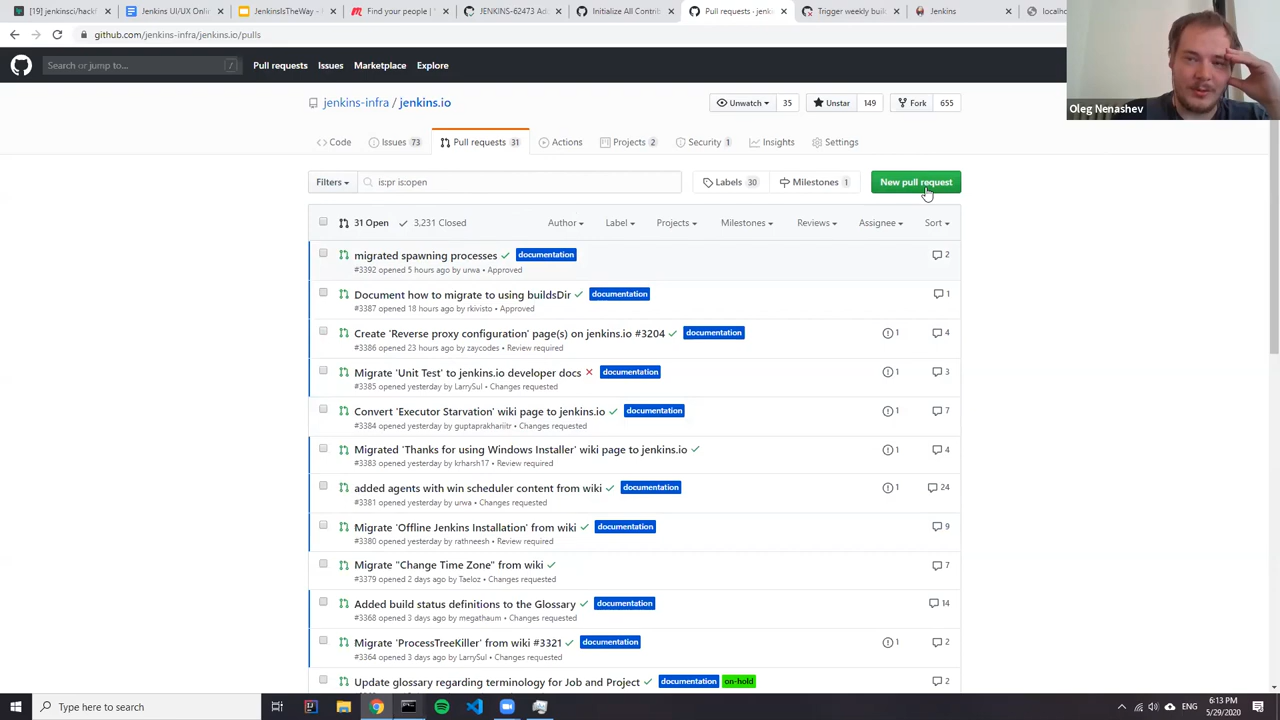 [19] jenkinsci/hack
Jenkins UI/UX Onli
JenkinsIsTheWay -
Find your people |
JENKINS-62473 Ad
Initialize All Contrib
Pull requests · jenk
Trigger weekly buil
Jenkins
localho
github.com/jenkins-infra/jenkins.io/pulls
Search or jump to...
/
Pull requests
Issues
Marketplace
Explore
Oleg Nenashev
jenkins-infra / jenkins.io
Unwatch 35
Unstar 149
Fork 655
Code
Issues 73
Pull requests 31
Actions
Projects 2
Security 1
Insights
Settings
Filters
is:pr is:open
Labels 30
Milestones 1
New pull request
31 Open
3,231 Closed
Author
Label
Projects
Milestones
Reviews
Assignee
Sort
migrated spawning processes documentation 2
#3392 opened 5 hours ago by urwa • Approved
Document how to migrate to using buildsDir documentation 1
#3387 opened 18 hours ago by rkivisto • Approved
Create 'Reverse proxy configuration' page(s) on jenkins.io #3204 documentation 1 4
#3386 opened 23 hours ago by zaycodes • Review required
Migrate 'Unit Test' to jenkins.io developer docs documentation 1 3
#3385 opened yesterday by LarrySul • Changes requested
Convert 'Executor Starvation' wiki page to jenkins.io documentation 1 7
#3384 opened yesterday by guptaprakhariitr • Changes requested
Migrated 'Thanks for using Windows Installer' wiki page to jenkins.io 1 4
#3383 opened yesterday by krharsh17 • Review required
added agents with win scheduler content from wiki documentation 1 24
#3381 opened yesterday by urwa • Changes requested
Migrate 'Offline Jenkins Installation' from wiki documentation 9
#3380 opened yesterday by rathneesh • Review required
Migrate "Change Time Zone" from wiki 7
#3379 opened 2 days ago by Taeloz • Changes requested
Added build status definitions to the Glossary documentation 14
#3368 opened 3 days ago by megathaum • Changes requested
Migrate 'ProcessTreeKiller' from wiki #3321 documentation 1 2
#3364 opened 3 days ago by LarrySul • Changes requested
Update glossary regarding terminology for Job and Project documentation on-hold 2
Type here to search
ENG
6:13 PM
5/29/2020